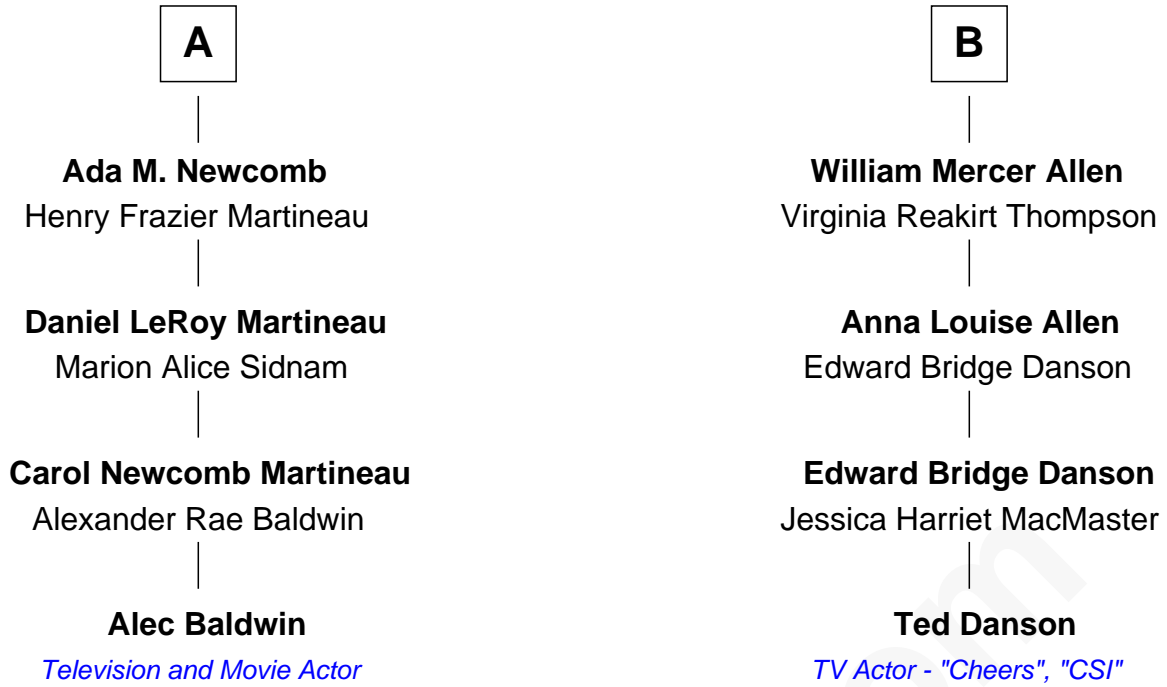 A
Ada M. Newcomb
Henry Frazier Martineau
Daniel LeRoy Martineau
Marion Alice Sidnam
Carol Newcomb Martineau
Alexander Rae Baldwin
Alec Baldwin
Television and Movie Actor
B
William Mercer Allen
Virginia Reakirt Thompson
Anna Louise Allen
Edward Bridge Danson
Edward Bridge Danson
Jessica Harriet MacMaster
Ted Danson
TV Actor - "Cheers", "CSI"